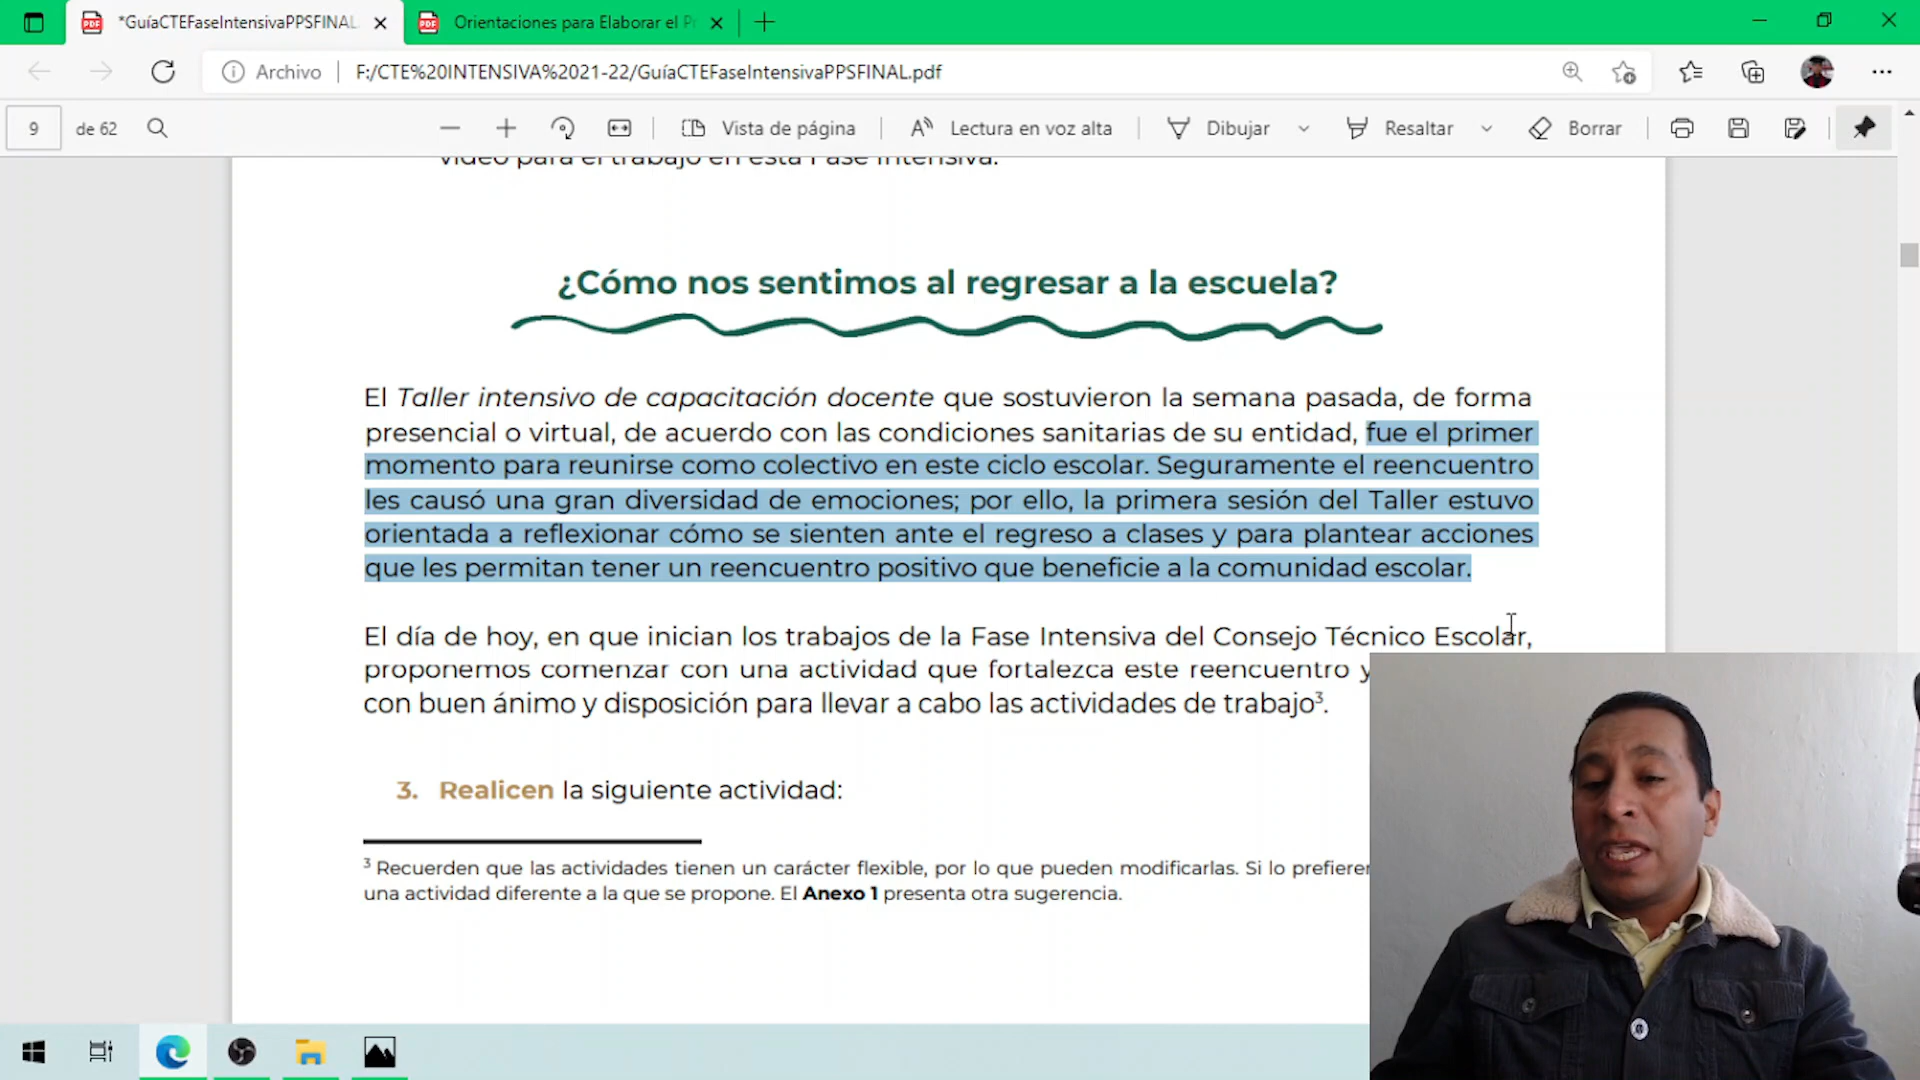 *GuíaCTEFaseIntensivaPPSFINAL.
Orientaciones para Elaborar el Pr
Archivo
F:/CTE%20INTENSIVA%2021-22/GuíaCTEFaseIntensivaPPSFINAL.pdf
9 de 62
Vista de página
Lectura en voz alta
Dibujar
Resaltar
Borrar
video para el trabajo en esta Fase Intensiva.
¿Cómo nos sentimos al regresar a la escuela?
El Taller intensivo de capacitación docente que sostuvieron la semana pasada, de forma
presencial o virtual, de acuerdo con las condiciones sanitarias de su entidad, fue el primer
momento para reunirse como colectivo en este ciclo escolar. Seguramente el reencuentro
les causó una gran diversidad de emociones; por ello, la primera sesión del Taller estuvo
orientada a reflexionar cómo se sienten ante el regreso a clases y para plantear acciones
que les permitan tener un reencuentro positivo que beneficie a la comunidad escolar.
El día de hoy, en que inician los trabajos de la Fase Intensiva del Consejo Técnico Escolar,
proponemos comenzar con una actividad que fortalezca este reencuentro y
con buen ánimo y disposición para llevar a cabo las actividades de trabajo³.
3. Realicen la siguiente actividad:
³ Recuerden que las actividades tienen un carácter flexible, por lo que pueden modificarlas. Si lo prefieren
una actividad diferente a la que se propone. El Anexo 1 presenta otra sugerencia.